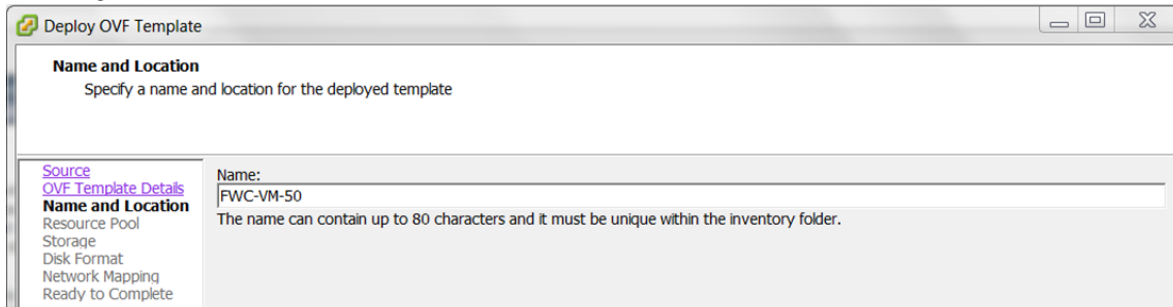 Deploy OVF Template
Name and Location
Specify a name and location for the deployed template
Source
OVF Template Details
Name and Location
Resource Pool
Storage
Disk Format
Network Mapping
Ready to Complete
Name:
FWC-VM-50
The name can contain up to 80 characters and it must be unique within the inventory folder.